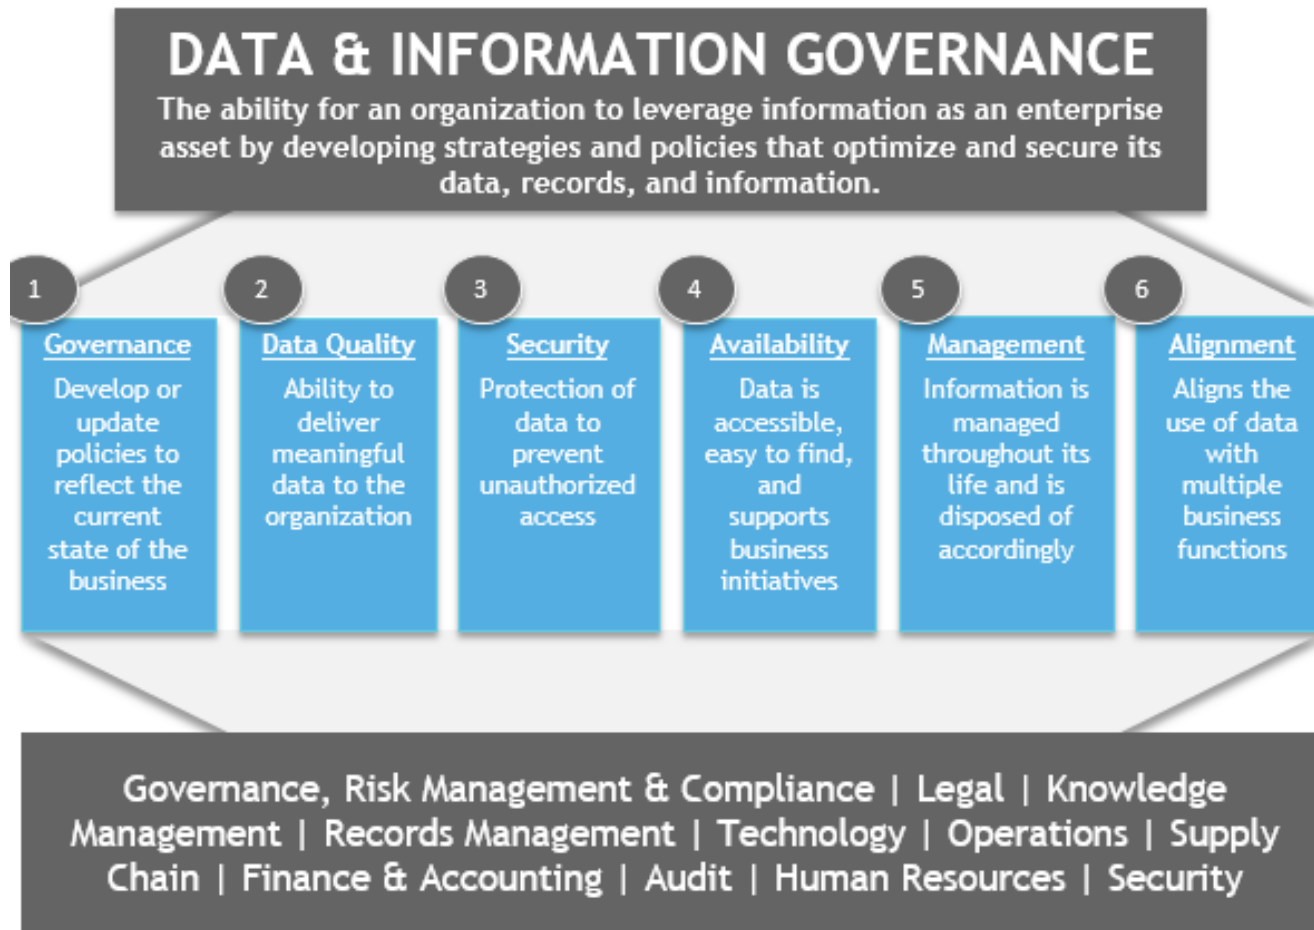 DATA & INFORMATION GOVERNANCE
The ability for an organization to leverage information as an enterprise
asset by developing strategies and policies that optimize and secure its
data, records, and information.
1
Governance
Develop or
update
policies to
reflect the
current
state of the
business
2
Data Quality
Ability to
deliver
meaningful
data to the
organization
3
Security
Protection of
data to
prevent
unauthorized
access
4
Availability
Data is
accessible,
easy to find,
and
supports
business
initiatives
5
Management
Information is
managed
throughout its
life and is
disposed of
accordingly
6
Alignment
Aligns the
use of data
with
multiple
business
functions
Governance, Risk Management & Compliance | Legal | Knowledge
Management | Records Management | Technology | Operations | Supply
Chain | Finance & Accounting | Audit | Human Resources | Security